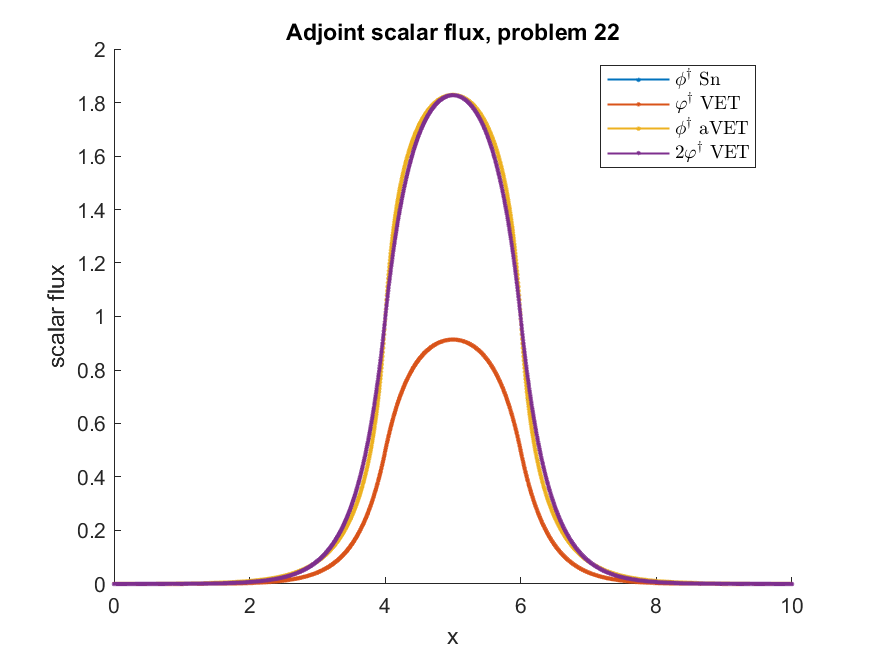 Adjoint scalar flux, problem 22
ϕ† Sn
φ† VET
ϕ† aVET
2φ† VET
scalar flux
2
1.8
1.6
1.4
1.2
1
0.8
0.6
0.4
0.2
0
0 2 4 6 8 10
x